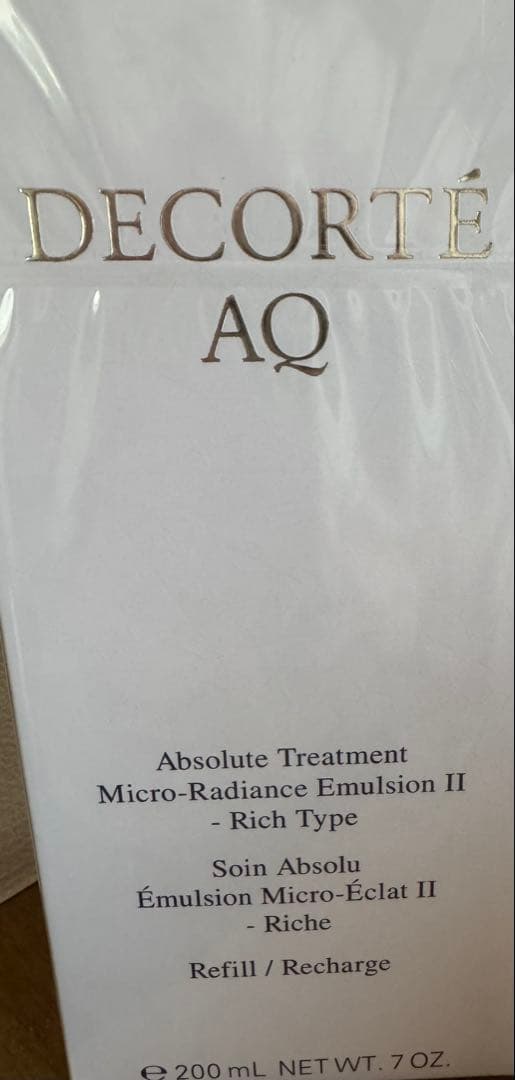 DECORTÉ
AQ
Absolute Treatment
Micro-Radiance Emulsion II
- Rich Type
Soin Absolu
Émulsion Micro-Éclat II
- Riche
Refill / Recharge
℮ 200 mL NET WT. 7 OZ.